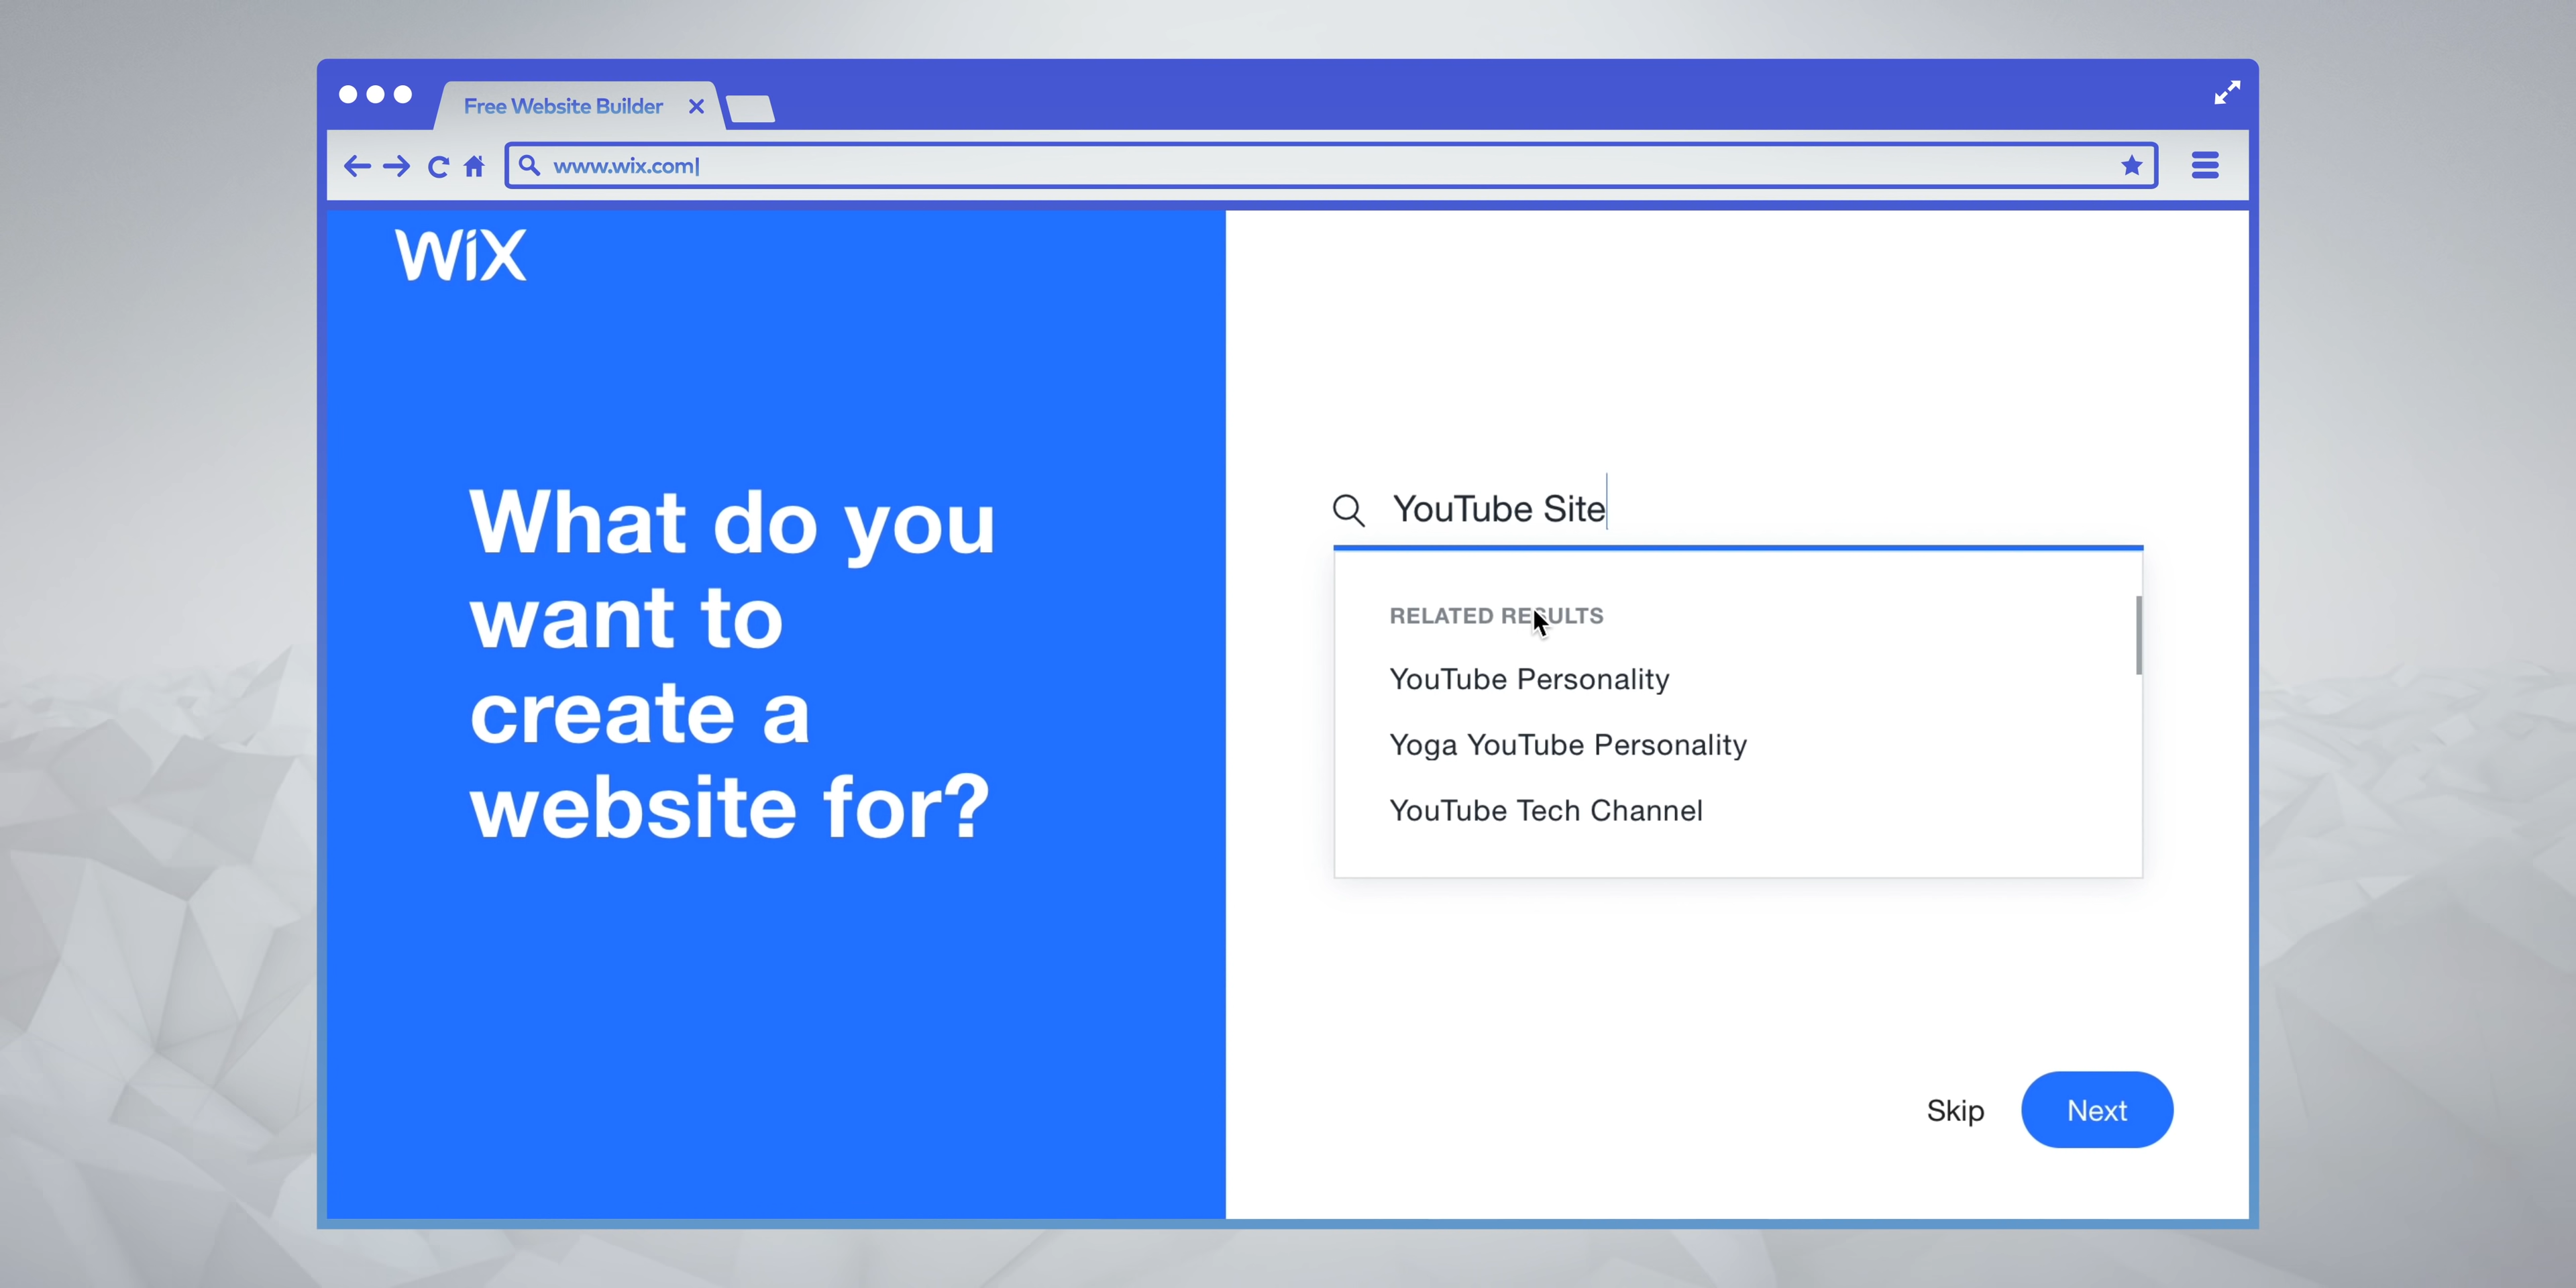 Free Website Builder
www.wix.com
WiX
What do you
want to
create a
website for?
YouTube Site
RELATED RESULTS
YouTube Personality
Yoga YouTube Personality
YouTube Tech Channel
Skip
Next